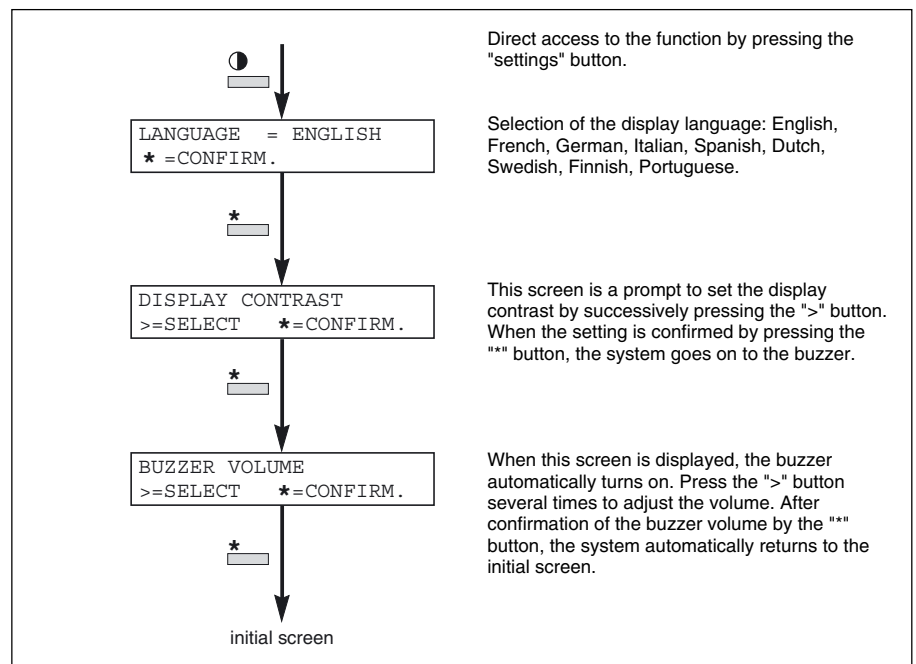 Direct access to the function by pressing the
"settings" button.
LANGUAGE = ENGLISH
* =CONFIRM.
Selection of the display language: English,
French, German, Italian, Spanish, Dutch,
Swedish, Finnish, Portuguese.
*
DISPLAY CONTRAST
>=SELECT *=CONFIRM.
This screen is a prompt to set the display
contrast by successively pressing the ">" button.
When the setting is confirmed by pressing the
"*" button, the system goes on to the buzzer.
*
BUZZER VOLUME
>=SELECT *=CONFIRM.
When this screen is displayed, the buzzer
automatically turns on. Press the ">" button
several times to adjust the volume. After
confirmation of the buzzer volume by the "*"
button, the system automatically returns to the
initial screen.
*
initial screen